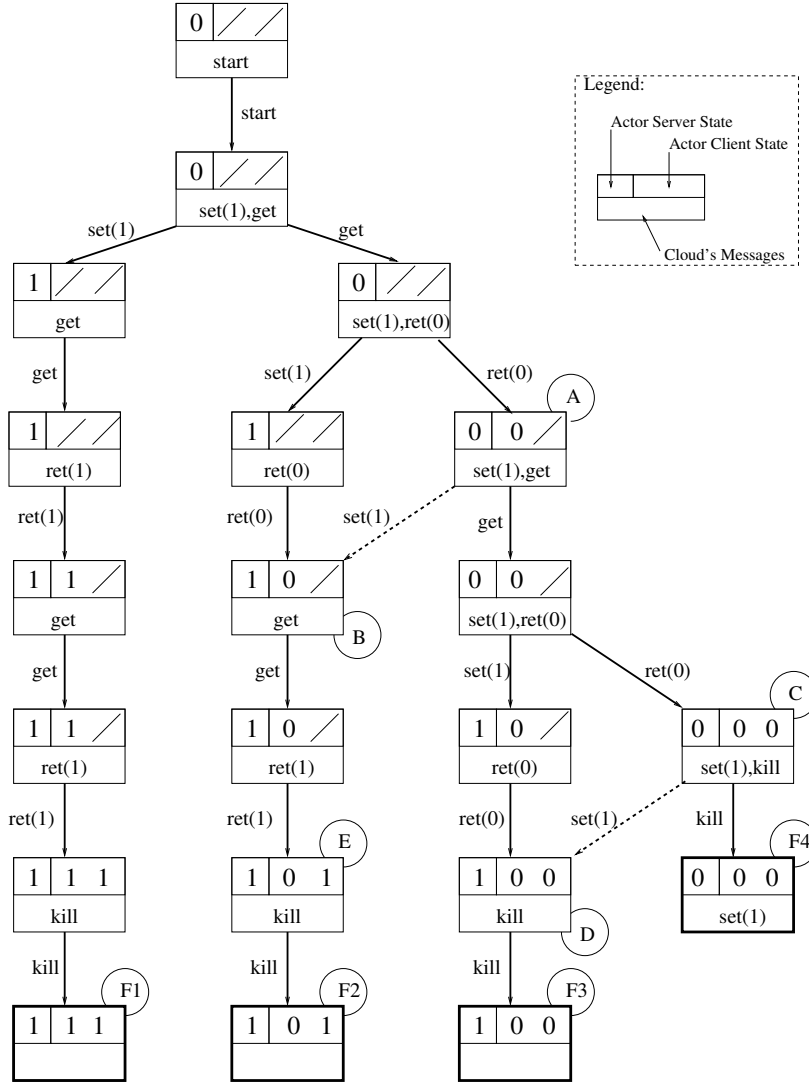 0
start
start
Legend:
Actor Server State
Actor Client State
Cloud's Messages
0
set(1),get
set(1)
get
1
get
0
set(1),ret(0)
get
set(1)
ret(0)
A
1
ret(1)
1
ret(0)
0 0
set(1),get
ret(1)
ret(0)
set(1)
get
1 1
get
1 0
get
B
0 0
set(1),ret(0)
get
get
set(1)
ret(0)
C
1 1
ret(1)
1 0
ret(1)
1 0
ret(0)
0 0 0
set(1),kill
ret(1)
ret(1)
E
ret(0)
set(1)
kill
F4
1 1 1
kill
1 0 1
kill
1 0 0
kill
D
0 0 0
set(1)
kill
F1
kill
F2
kill
F3
1 1 1
1 0 1
1 0 0